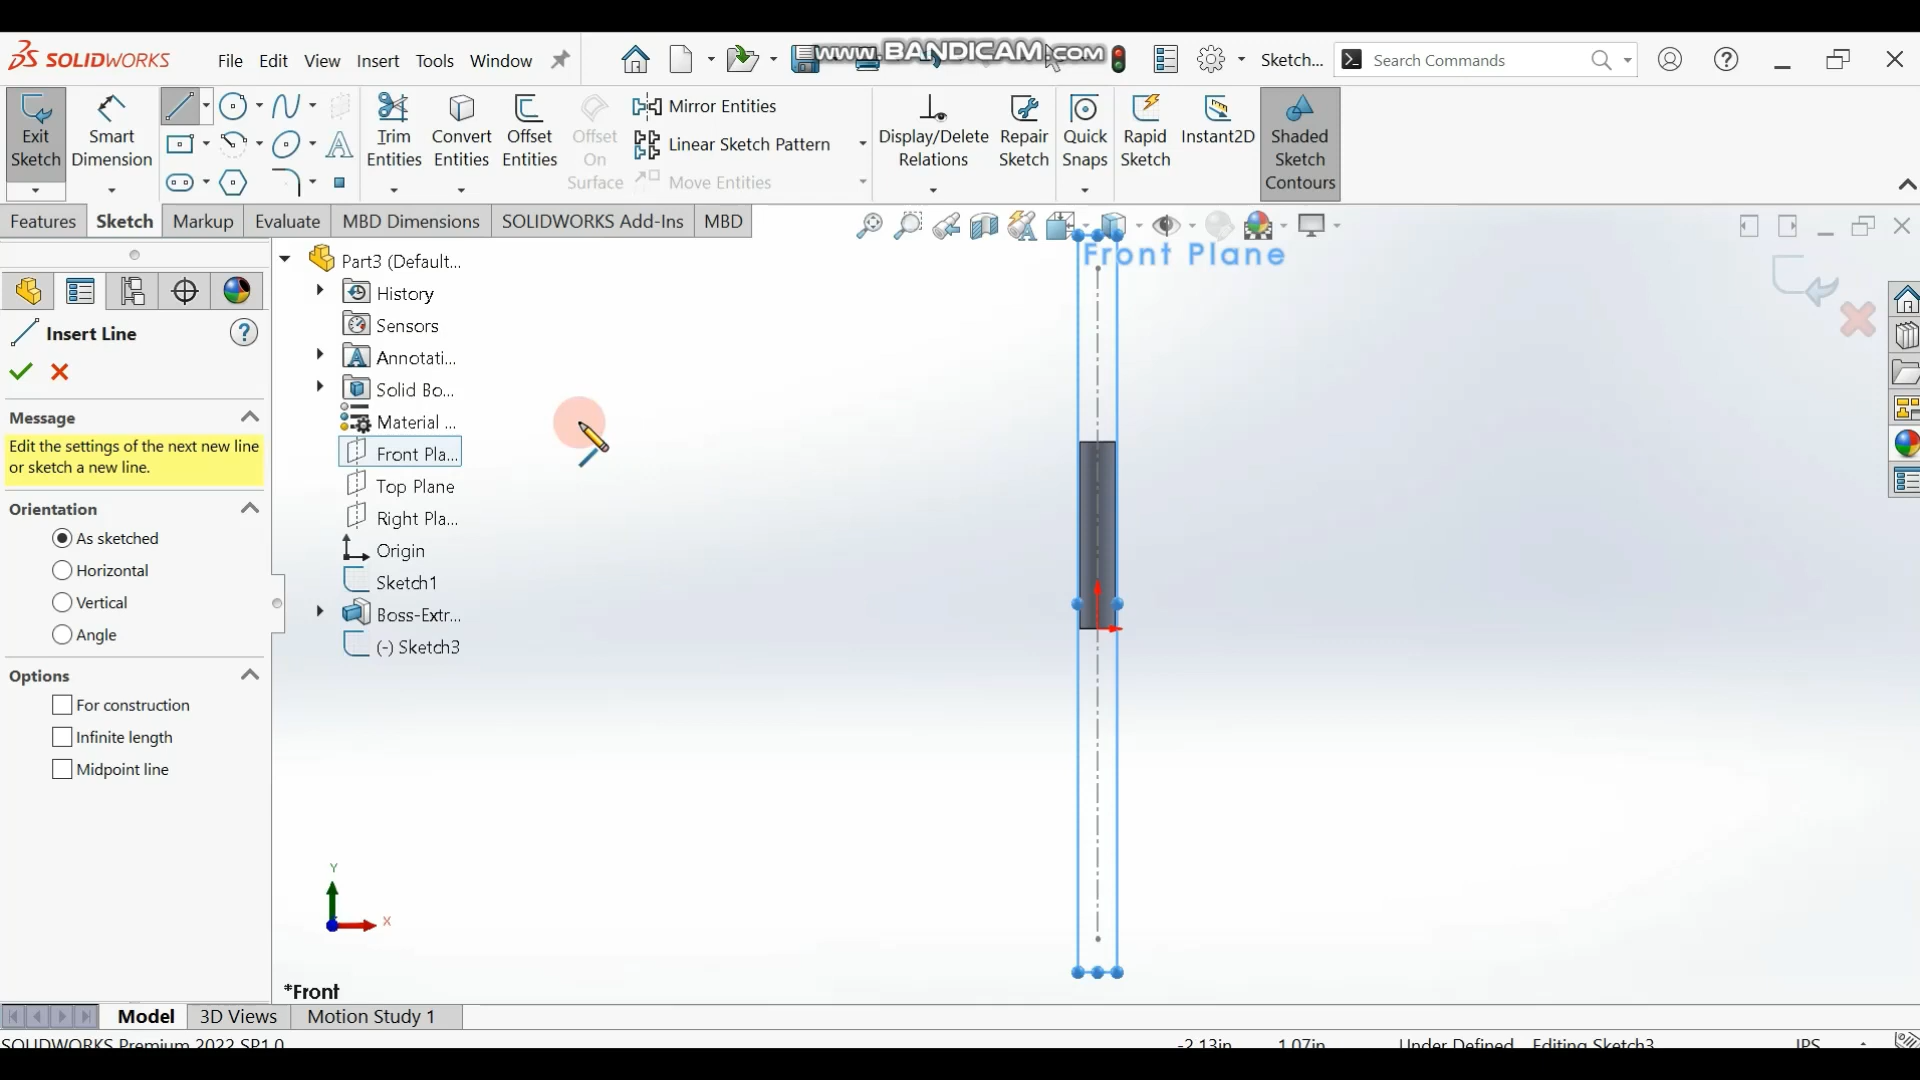 SOLIDWORKS File Edit View Insert Tools Window
www.BANDICAM.com
Sketch... Search Commands
Exit Sketch
Smart Dimension
Trim Entities
Convert Entities
Offset Entities
Offset On Surface
Mirror Entities
Linear Sketch Pattern
Move Entities
Display/Delete Relations
Repair Sketch
Quick Snaps
Rapid Sketch
Instant2D
Shaded Sketch Contours
Features Sketch Markup Evaluate MBD Dimensions SOLIDWORKS Add-Ins MBD
Insert Line
Message
Edit the settings of the next new line
or sketch a new line.
Orientation
As sketched
Horizontal
Vertical
Angle
Options
For construction
Infinite length
Midpoint line
Part3 (Default...
History
Sensors
Annotati...
Solid Bo...
Material ...
Front Pla...
Top Plane
Right Pla...
Origin
Sketch1
Boss-Extr...
(-) Sketch3
Front Plane
Y
X
*Front
Model 3D Views Motion Study 1
SOLIDWORKS Premium 2022 SP1.0 -2.13in 1.07in Under Defined Editing Sketch3 IPS